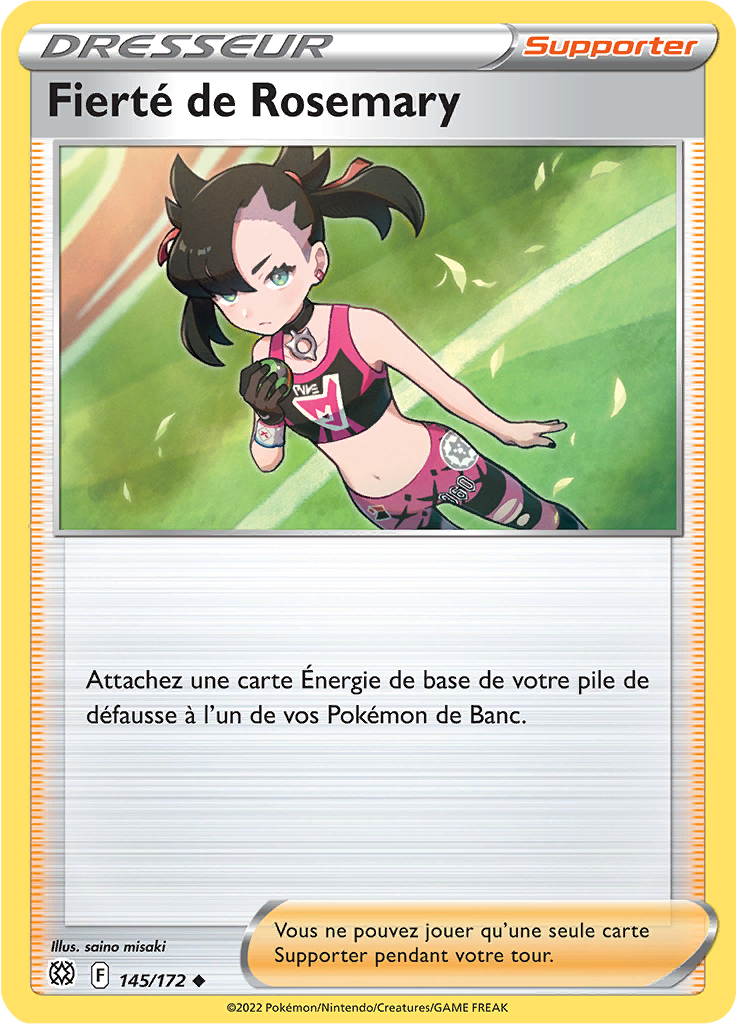 DRESSEUR
Supporter
Fierté de Rosemary
060
Attachez une carte Énergie de base de votre pile de
défausse à l'un de vos Pokémon de Banc.
Vous ne pouvez jouer qu'une seule carte
Supporter pendant votre tour.
Illus. saino misaki
F
145/172
©2022 Pokémon/Nintendo/Creatures/GAME FREAK